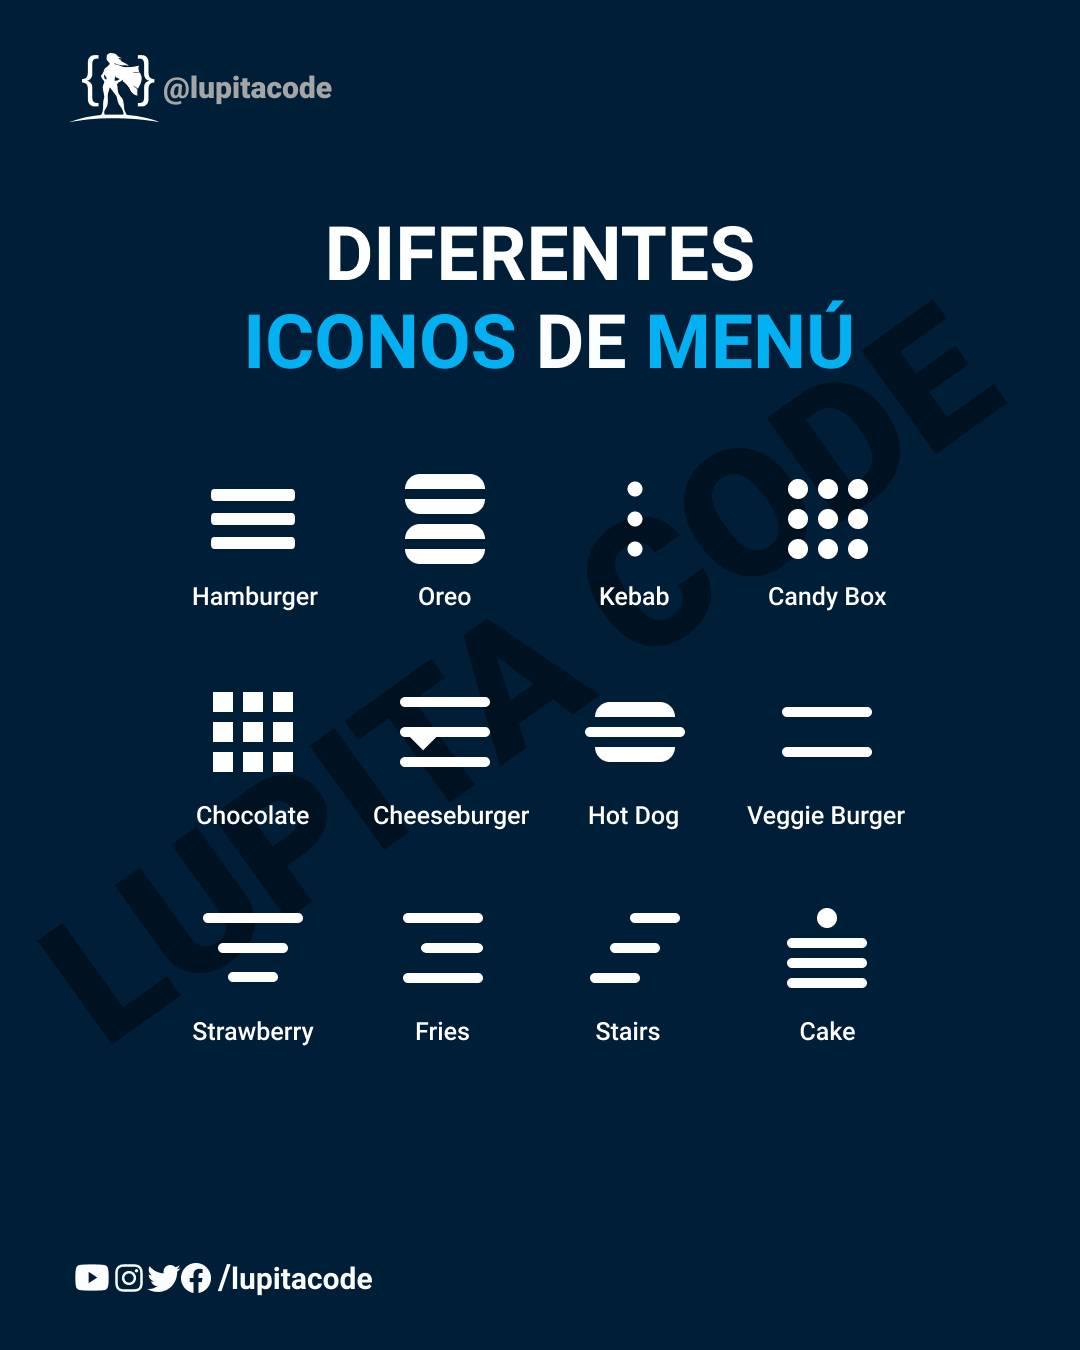 @lupitacode
DIFERENTES
ICONOS DE MENÚ
Hamburger
Oreo
Kebab
Candy Box
Chocolate
Cheeseburger
Hot Dog
Veggie Burger
Strawberry
Fries
Stairs
Cake
LUPITA CODE
/lupitacode